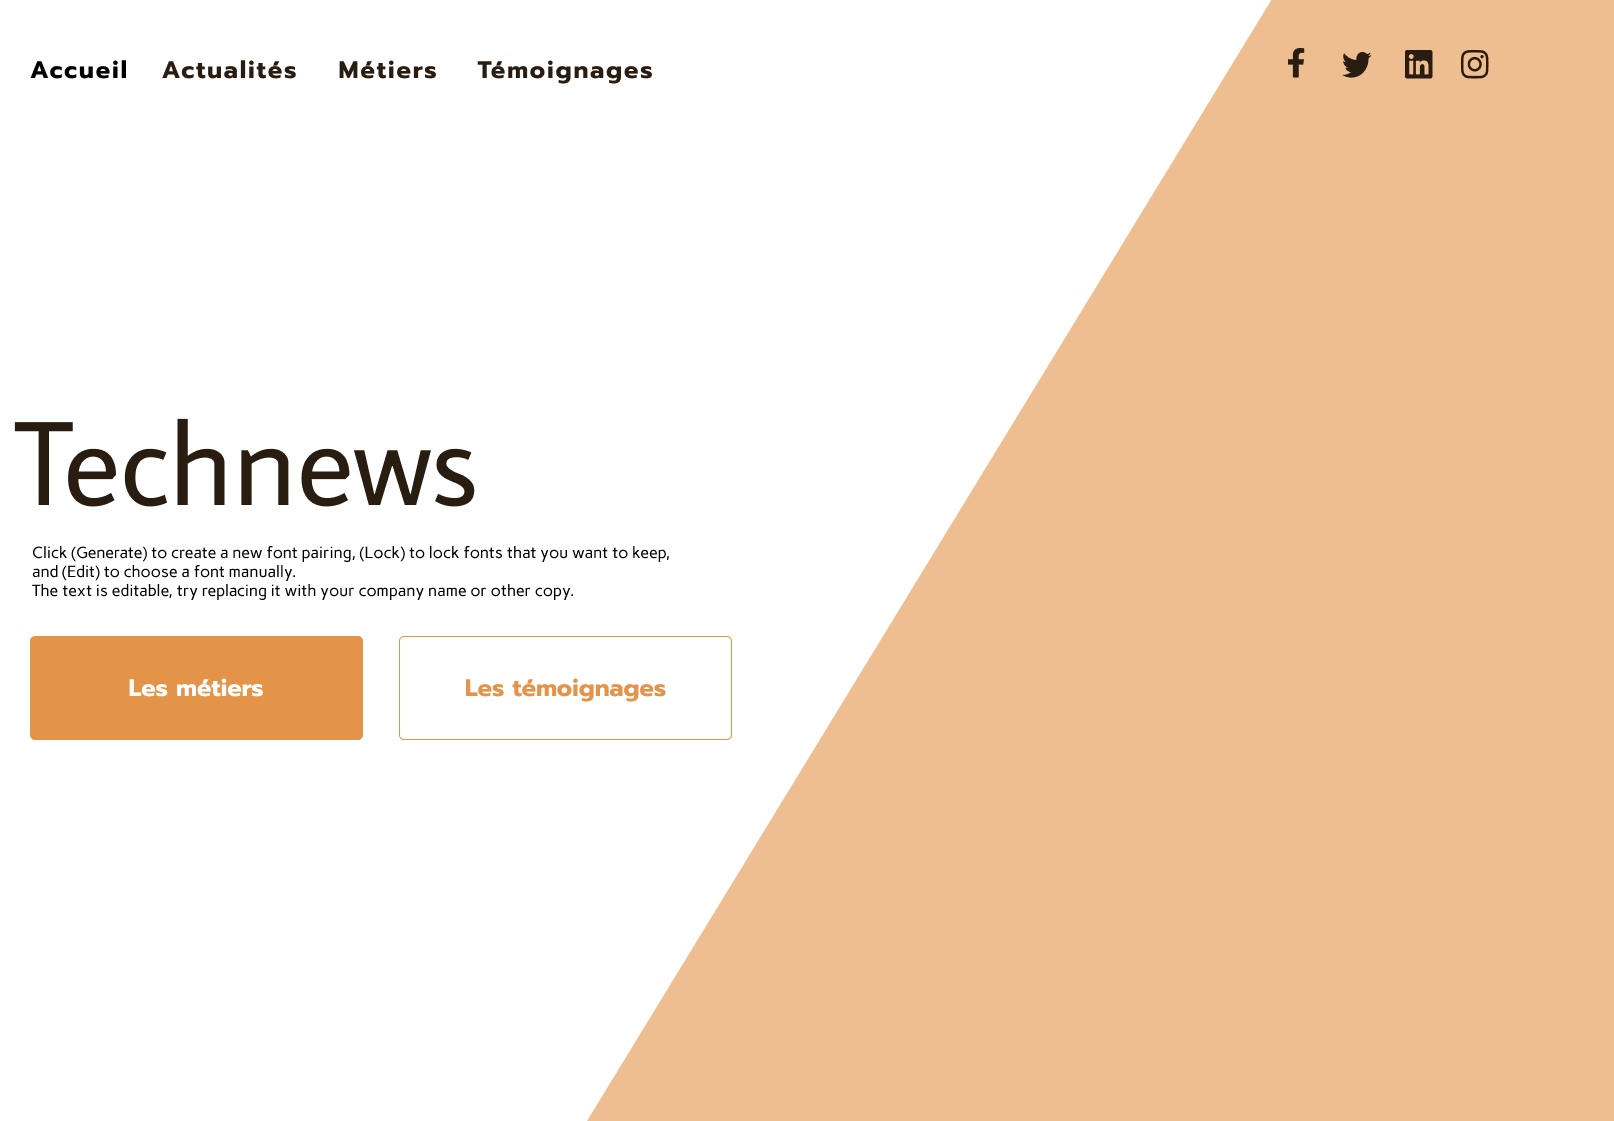 Accueil Actualités Métiers Témoignages
Technews
Click (Generate) to create a new font pairing, (Lock) to lock fonts that you want to keep,
and (Edit) to choose a font manually.
The text is editable, try replacing it with your company name or other copy.
Les métiers Les témoignages